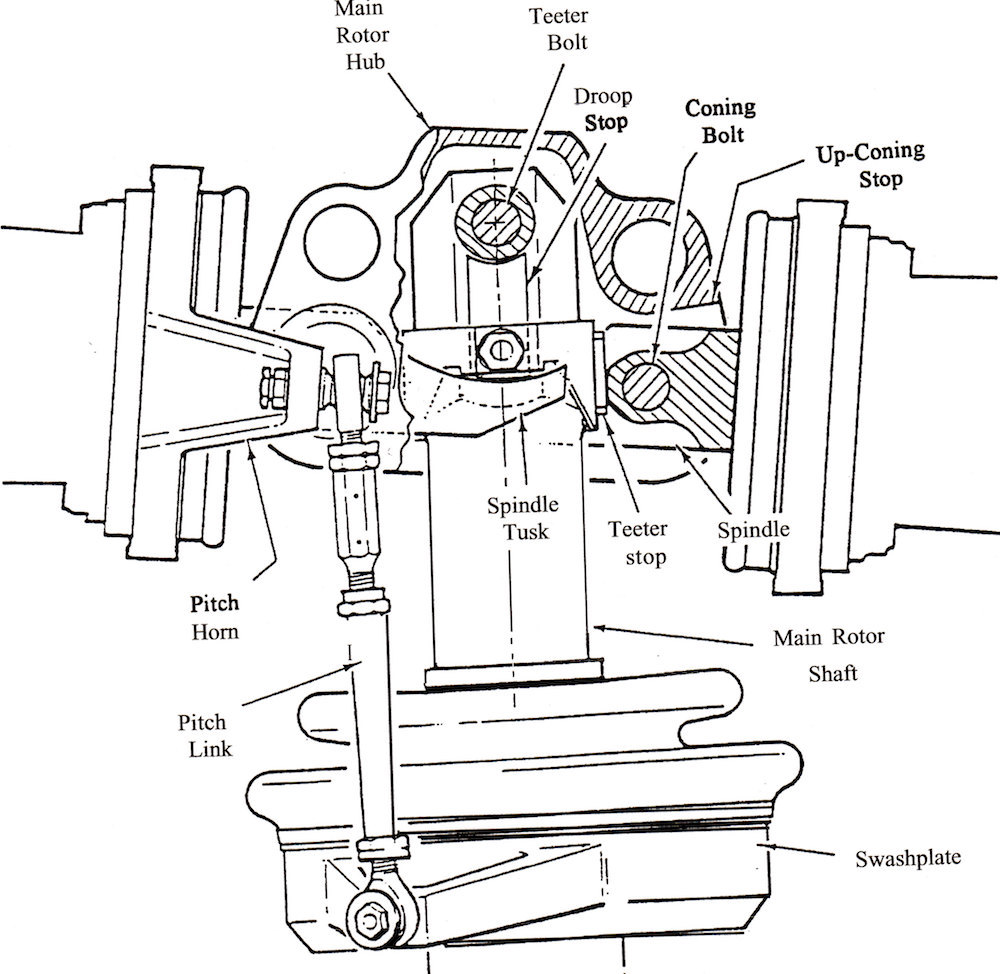 Main
Rotor
Hub
Teeter
Bolt
Droop
Stop
Coning
Bolt
Up-Coning
Stop
Spindle
Tusk
Teeter
stop
Spindle
Pitch
Horn
Main Rotor
Shaft
Pitch
Link
Swashplate